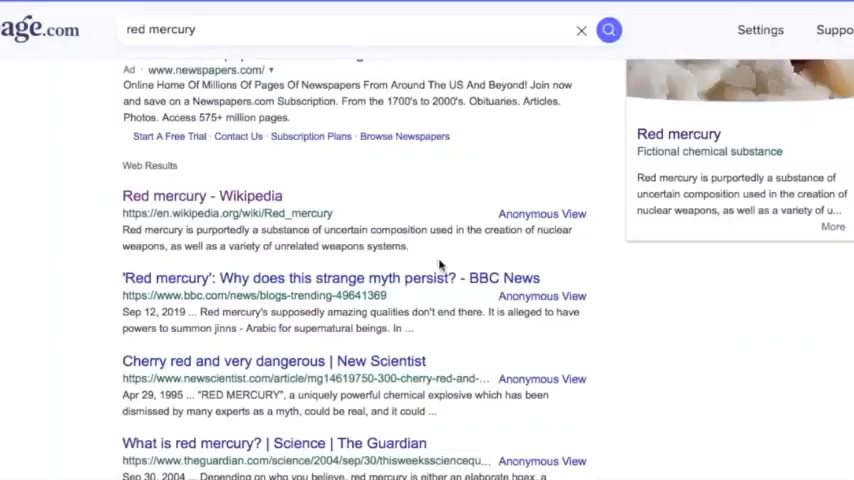 age.com
red mercury
Settings
Suppo
Ad · www.newspapers.com/
Online Home Of Millions Of Pages Of Newspapers From Around The US And Beyond! Join now
and save on a Newspapers.com Subscription. From the 1700's to 2000's. Obituaries. Articles.
Photos. Access 575+ million pages.
Start A Free Trial · Contact Us · Subscription Plans · Browse Newspapers
Web Results
Red mercury - Wikipedia
https://en.wikipedia.org/wiki/Red_mercury
Anonymous View
Red mercury is purportedly a substance of uncertain composition used in the creation of nuclear
weapons, as well as a variety of unrelated weapons systems.
'Red mercury': Why does this strange myth persist? - BBC News
https://www.bbc.com/news/blogs-trending-49641369
Anonymous View
Sep 12, 2019 ... Red mercury's supposedly amazing qualities don't end there. It is alleged to have
powers to summon jinns - Arabic for supernatural beings. In ...
Cherry red and very dangerous | New Scientist
https://www.newscientist.com/article/mg14619750-300-cherry-red-and-...
Anonymous View
Apr 29, 1995 ... "RED MERCURY", a uniquely powerful chemical explosive which has been
dismissed by many experts as a myth, could be real, and it could ...
What is red mercury? | Science | The Guardian
https://www.theguardian.com/science/2004/sep/30/thisweekssciencequ...
Anonymous View
Sep 30, 2004 ... Depending on who you believe, red mercury is either an elaborate hoax, a
Red mercury
Fictional chemical substance
Red mercury is purportedly a substance of
uncertain composition used in the creation of
nuclear weapons, as well as a variety of u...
More